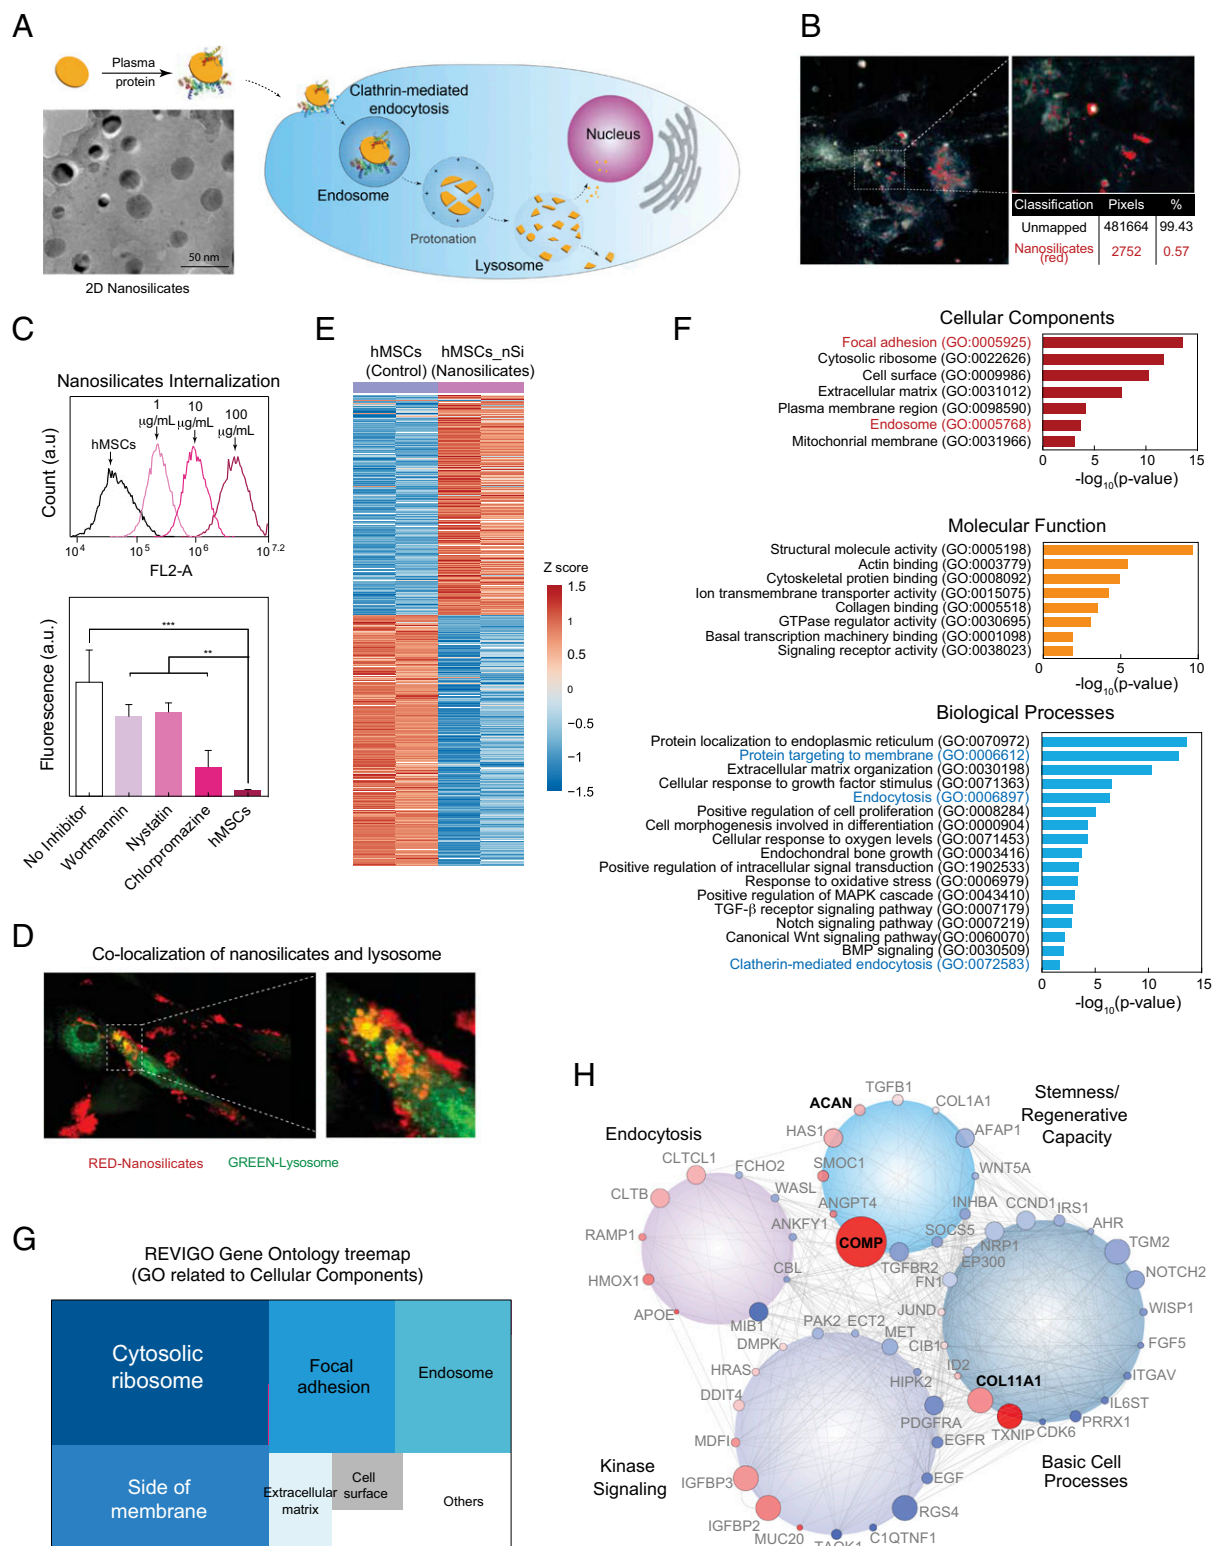 A
Plasma
protein
50 nm
2D Nanosilicates
Clathrin-mediated
endocytosis
Endosome
Protonation
Lysosome
Nucleus
B
Classification Pixels %
Unmapped 481664 99.43
Nanosilicates
(red) 2752 0.57
C
Nanosilicates Internalization
Count (a.u)
hMSCs
1
μg/mL
10
μg/mL
100
μg/mL
10^4 10^5 10^6 10^7.2
FL2-A
Fluorescence (a.u.)
***
**
No Inhibitor
Wortmannin
Nystatin
Chlorpromazine
hMSCs
D
Co-localization of nanosilicates and lysosome
RED-Nanosilicates GREEN-Lysosome
E
hMSCs
(Control)
hMSCs_nSi
(Nanosilicates)
Z score
1.5
1
0.5
0
−0.5
−1
−1.5
F
Cellular Components
Focal adhesion (GO:0005925)
Cytosolic ribosome (GO:0022626)
Cell surface (GO:0009986)
Extracellular matrix (GO:0031012)
Plasma membrane region (GO:0098590)
Endosome (GO:0005768)
Mitochonrial membrane (GO:0031966)
0 5 10 15
-log10(p-value)
Molecular Function
Structural molecule activity (GO:0005198)
Actin binding (GO:0003779)
Cytoskeletal protien binding (GO:0008092)
Ion transmembrane transporter activity (GO:0015075)
Collagen binding (GO:0005518)
GTPase regulator activity (GO:0030695)
Basal transcription machinery binding (GO:0001098)
Signaling receptor activity (GO:0038023)
0 5 10
-log10(p-value)
Biological Processes
Protein localization to endoplasmic reticulum (GO:0070972)
Protein targeting to membrane (GO:0006612)
Extracellular matrix organization (GO:0030198)
Cellular response to growth factor stimulus (GO:0071363)
Endocytosis (GO:0006897)
Positive regulation of cell proliferation (GO:0008284)
Cell morphogenesis involved in differentiation (GO:0000904)
Cellular response to oxygen levels (GO:0071453)
Endochondral bone growth (GO:0003416)
Positive regulation of intracellular signal transduction (GO:1902533)
Response to oxidative stress (GO:0006979)
Positive regulation of MAPK cascade (GO:0043410)
TGF-β receptor signaling pathway (GO:0007179)
Notch signaling pathway (GO:0007219)
Canonical Wnt signaling pathway(GO:0060070)
BMP signaling (GO:0030509)
Clatherin-mediated endocytosis (GO:0072583)
0 5 10 15
-log10(p-value)
G
REVIGO Gene Ontology treemap
(GO related to Cellular Components)
Cytosolic
ribosome
Focal
adhesion
Endosome
Side of
membrane
Extracellular
matrix
Cell
surface
Others
H
Endocytosis
Stemness/
Regenerative
Capacity
Kinase
Signaling
Basic Cell
Processes
TGFB1
ACAN
COL1A1
HAS1
AFAP1
SMOC1
WNT5A
ANGPT4
INHBA
COMP
SOCS5
TGFBR2
CLTCL1
FCHO2
CLTB
WASL
RAMP1
ANKFY1
HMOX1
CBL
APOE
MIB1
CCND1
IRS1
NRP1
AHR
EP300
TGM2
FN1
NOTCH2
JUND
WISP1
CIB1
FGF5
ID2
ITGAV
COL11A1
IL6ST
TXNIP
CDK6
PRRX1
PAK2
ECT2
DMPK
MET
HRAS
HIPK2
DDIT4
PDGFRA
MDFI
EGFR
IGFBP3
EGF
IGFBP2
RGS4
MUC20
TAOK1
C1QTNF1